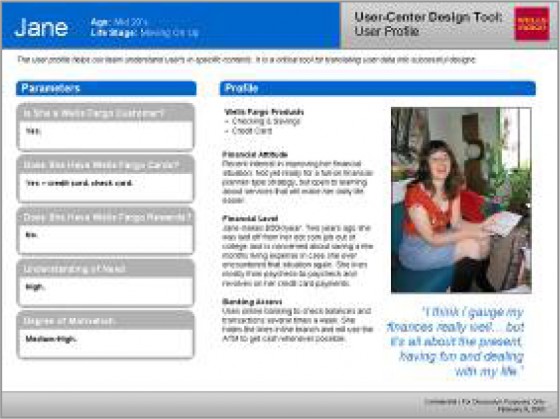 Jane
Age: Mid 20's
Life Stage: Moving On Up
User-Center Design Tool:
User Profile
WELLS
FARGO
The user profile helps our team understand users in specific contexts. It is a critical tool for translating user data into successful designs.
Parameters
Is She a Wells Fargo Customer?
Yes.
Does She Have Wells Fargo Cards?
Yes – credit card, check card.
Does She Have Wells Fargo Rewards?
No.
Understanding of Need
High.
Degree of Motivation
Medium-High.
Profile
Wells Fargo Products
- Checking & Savings
- Credit Card
Financial Attitude
Recent interest in improving her financial
situation. Not yet ready for a full on financial
planner type strategy, but open to learning
about services that will make her daily life
easier.
Financial Level
Jane makes $00k/year. Two years ago she
was laid off from her dot com job out of
college and is concerned about saving a few
months living expense in case she ever
encountered that situation again. She lives
mostly from paycheck to paycheck and
revolves on her credit card payments.
Banking Access
Uses online banking to check balances and
transactions several times a week. She
hates the lines in the branch and will use the
ATM to get cash whenever possible.
"I think I gauge my
finances really well... but
it's all about the present,
having fun and dealing
with my life."
Confidential | For Discussion Purposes Only